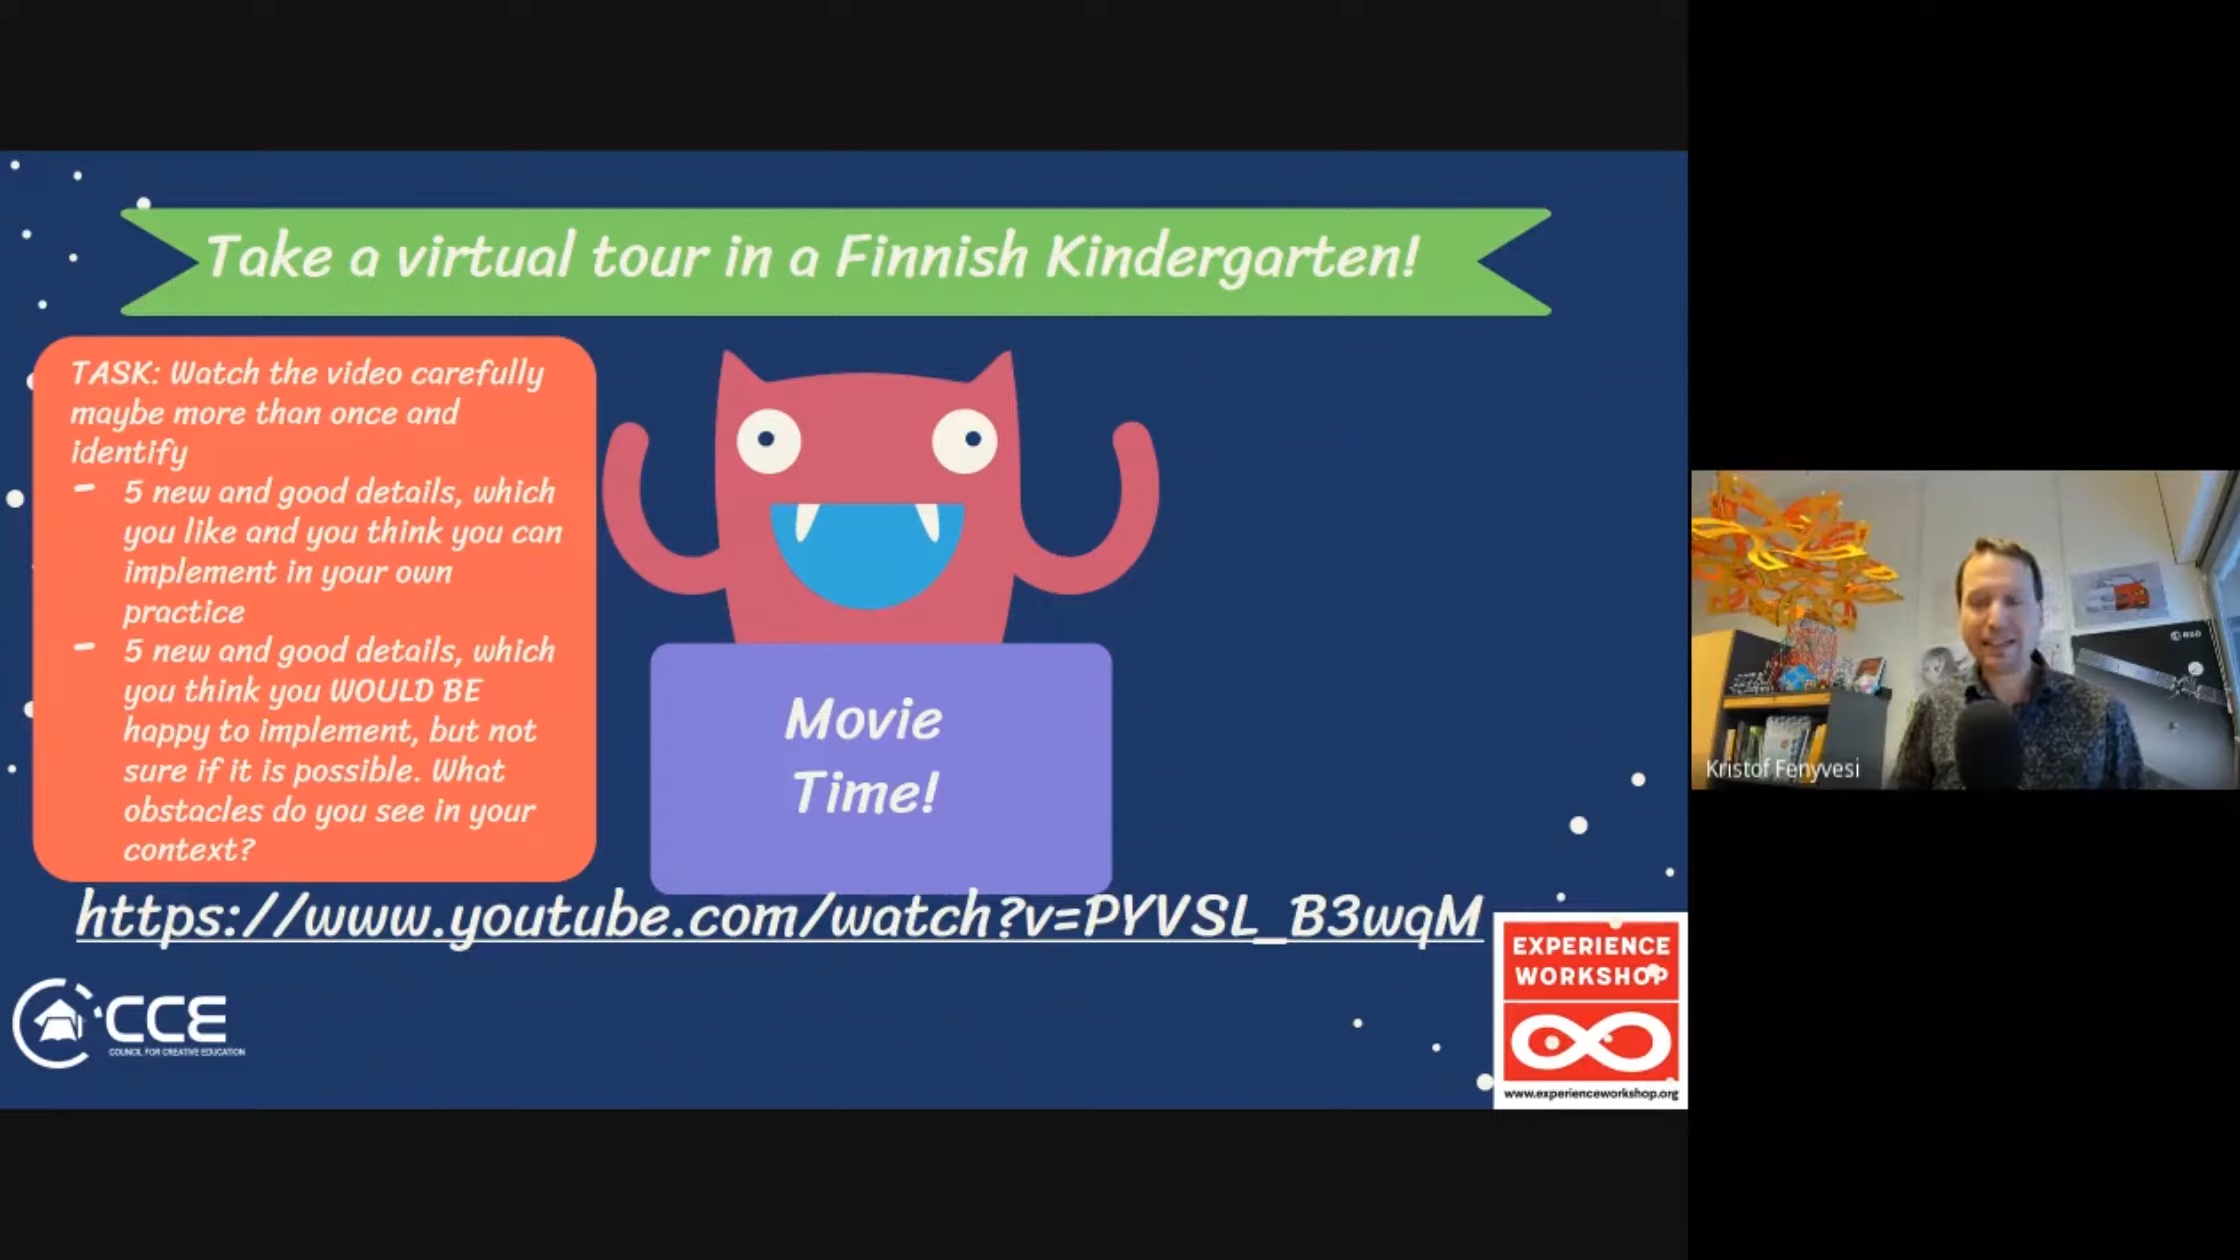 Take a virtual tour in a Finnish Kindergarten!
TASK: Watch the video carefully
maybe more than once and
identify
- 5 new and good details, which
you like and you think you can
implement in your own
practice
- 5 new and good details, which
you think you WOULD BE
happy to implement, but not
sure if it is possible. What
obstacles do you see in your
context?
Movie
Time!
https://www.youtube.com/watch?v=PYVSL_B3wqM
CCE
COUNCIL FOR CREATIVE EDUCATION
EXPERIENCE
WORKSHOP
www.experienceworkshop.org
Kristof Fenyvesi
esa